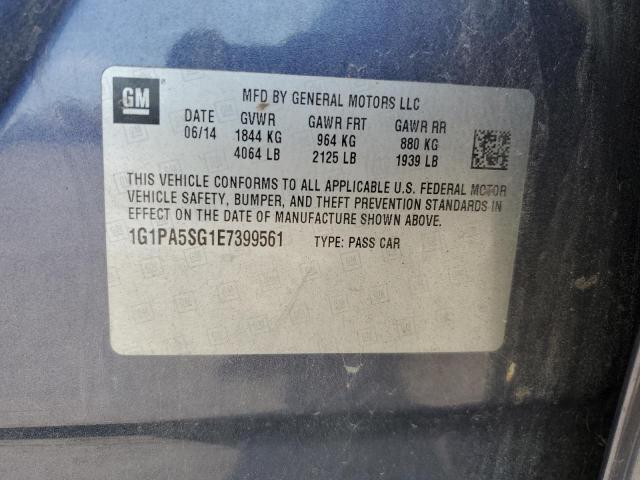 GM
MFD BY GENERAL MOTORS LLC
DATE GVWR GAWR FRT GAWR RR
06/14 1844 KG 964 KG 880 KG
4064 LB 2125 LB 1939 LB
THIS VEHICLE CONFORMS TO ALL APPLICABLE U.S. FEDERAL MOTOR
VEHICLE SAFETY, BUMPER, AND THEFT PREVENTION STANDARDS IN
EFFECT ON THE DATE OF MANUFACTURE SHOWN ABOVE.
1G1PA5SG1E7399561 TYPE: PASS CAR